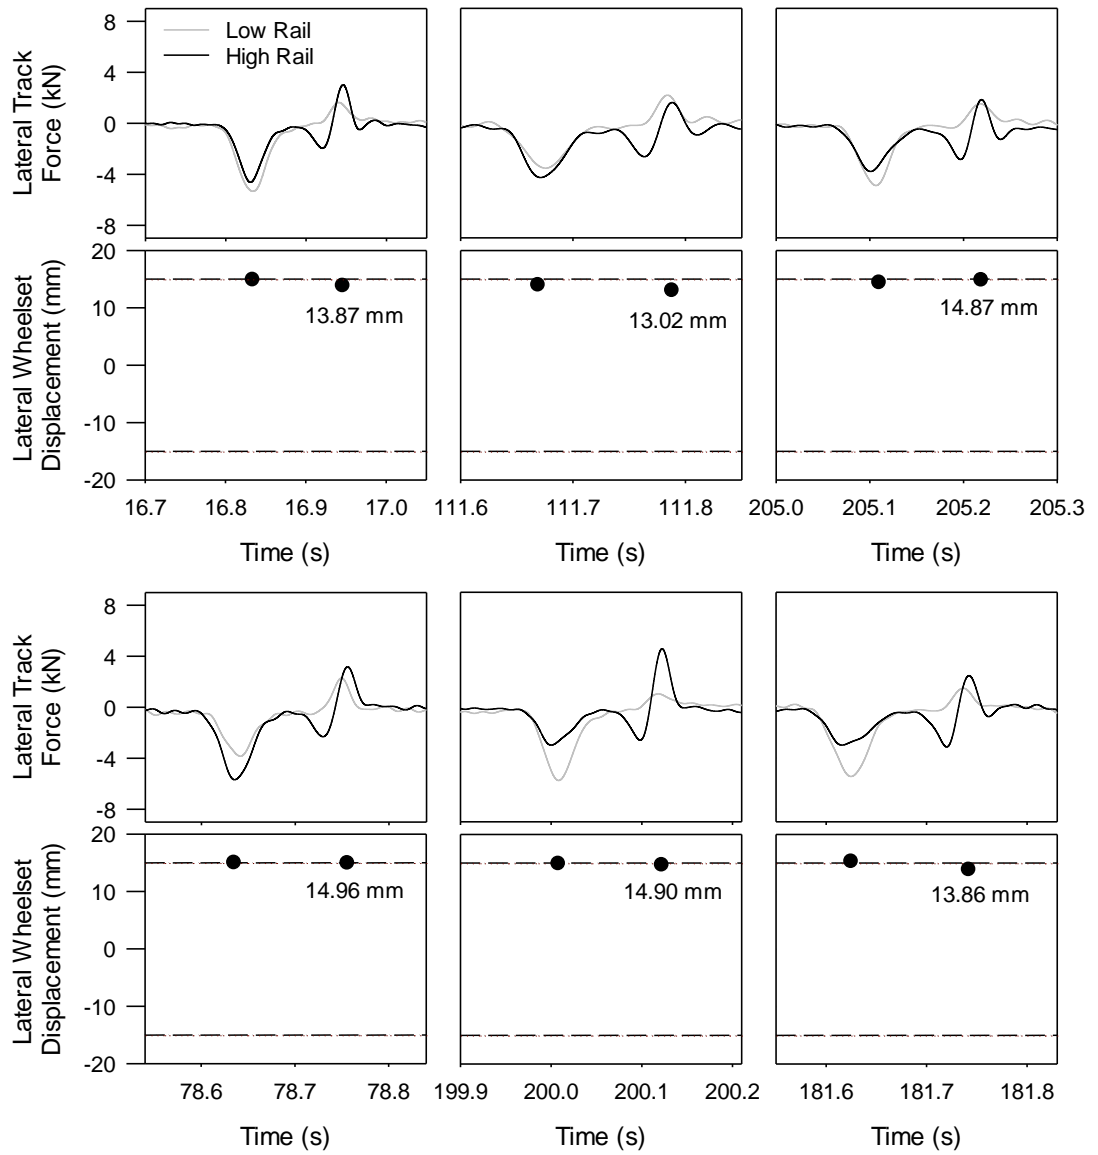 Low Rail
High Rail
Lateral Track
Force (kN)
8
4
0
-4
-8
Lateral Wheelset
Displacement (mm)
20
10
0
-10
-20
13.87 mm
13.02 mm
14.87 mm
16.7 16.8 16.9 17.0 111.6 111.7 111.8 205.0 205.1 205.2 205.3
Time (s) Time (s) Time (s)
Lateral Track
Force (kN)
8
4
0
-4
-8
Lateral Wheelset
Displacement (mm)
20
10
0
-10
-20
14.96 mm
14.90 mm
13.86 mm
78.6 78.7 78.8 199.9 200.0 200.1 200.2 181.6 181.7 181.8
Time (s) Time (s) Time (s)